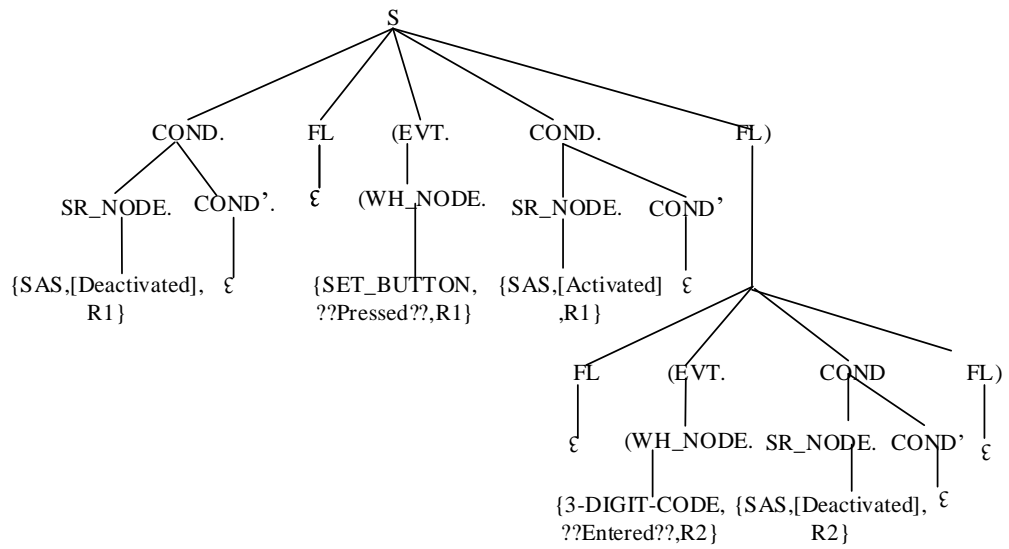 S
COND. FL (EVT. COND. FL)
SR_NODE. COND’. ε (WH_NODE. SR_NODE. COND’
{SAS,[Deactivated], ε {SET_BUTTON, {SAS,[Activated] ε
R1} ??Pressed??,R1} ,R1}
FL (EVT. COND FL)
ε (WH_NODE. SR_NODE. COND’ ε
{3-DIGIT-CODE, {SAS,[Deactivated], ε
??Entered??,R2} R2}